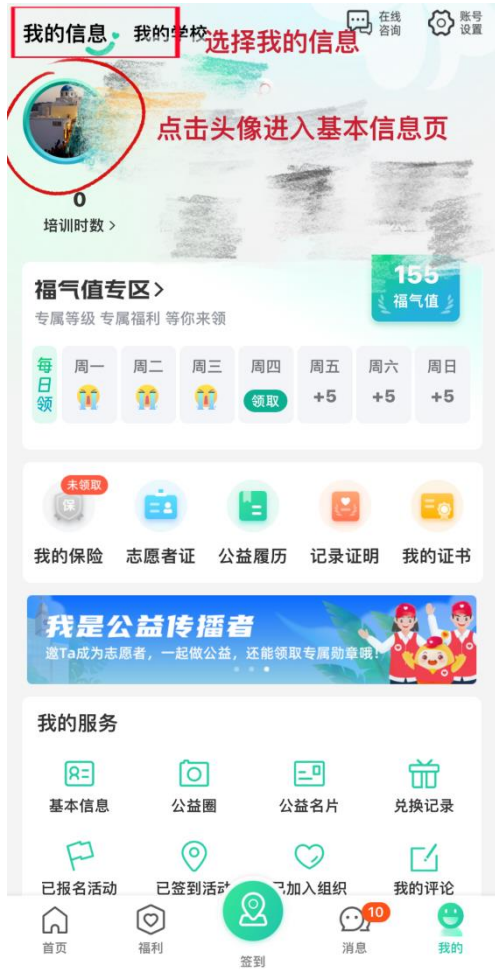 我的信息
我的学校
选择我的信息
在线咨询
账号设置
点击头像进入基本信息页
0
培训时数 >
155
福气值
福气值专区>
专属等级 专属福利 等你来领
每日领
周一 周二 周三 周四 周五 周六 周日
领取 +5 +5 +5
未领取
保
我的保险 志愿者证 公益履历 记录证明 我的证书
我是公益传播者
邀Ta成为志愿者，一起做公益，还能领取专属勋章哦！
我的服务
基本信息 公益圈 公益名片 兑换记录
已报名活动 已签到活动 已加入组织 我的评论
10
首页 福利 签到 消息 我的